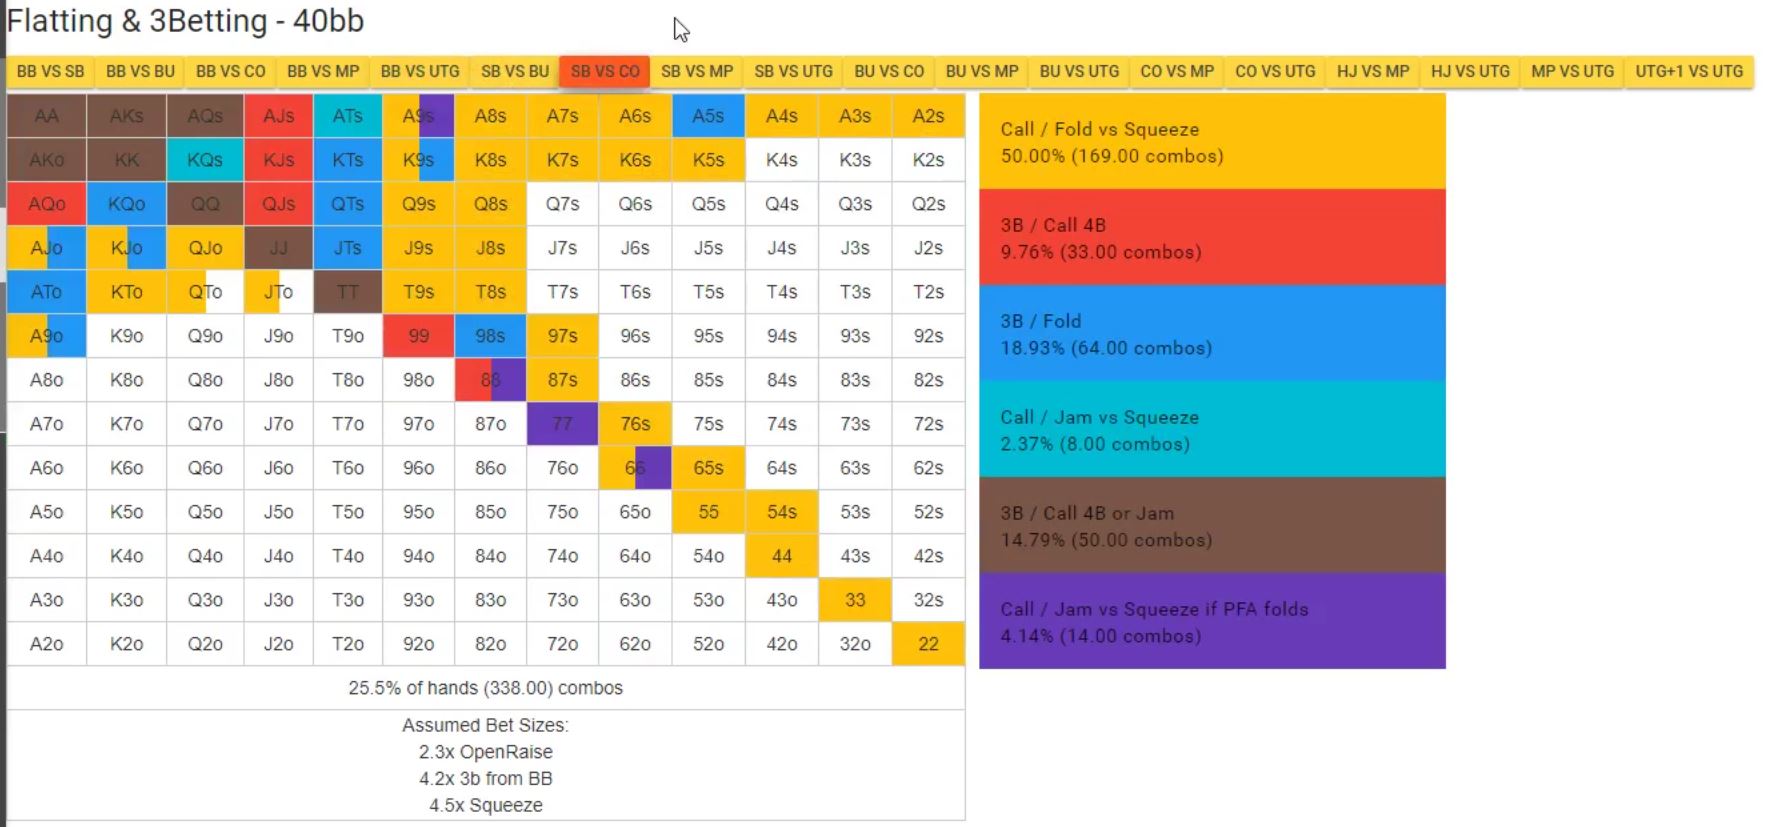 Flatting & 3Betting - 40bb
BB VS SB BB VS BU BB VS CO BB VS MP BB VS UTG SB VS BU SB VS CO SB VS MP SB VS UTG BU VS CO BU VS MP BU VS UTG CO VS MP CO VS UTG HJ VS MP HJ VS UTG MP VS UTG UTG+1 VS UTG
AA AKs AQs AJs ATs A9s A8s A7s A6s A5s A4s A3s A2s
AKo KK KQs KJs KTs K9s K8s K7s K6s K5s K4s K3s K2s
AQo KQo QQ QJs QTs Q9s Q8s Q7s Q6s Q5s Q4s Q3s Q2s
AJo KJo QJo JJ JTs J9s J8s J7s J6s J5s J4s J3s J2s
ATo KTo QTo JTo TT T9s T8s T7s T6s T5s T4s T3s T2s
A9o K9o Q9o J9o T9o 99 98s 97s 96s 95s 94s 93s 92s
A8o K8o Q8o J8o T8o 98o 88 87s 86s 85s 84s 83s 82s
A7o K7o Q7o J7o T7o 97o 87o 77 76s 75s 74s 73s 72s
A6o K6o Q6o J6o T6o 96o 86o 76o 66 65s 64s 63s 62s
A5o K5o Q5o J5o T5o 95o 85o 75o 65o 55 54s 53s 52s
A4o K4o Q4o J4o T4o 94o 84o 74o 64o 54o 44 43s 42s
A3o K3o Q3o J3o T3o 93o 83o 73o 63o 53o 43o 33 32s
A2o K2o Q2o J2o T2o 92o 82o 72o 62o 52o 42o 32o 22
25.5% of hands (338.00) combos
Assumed Bet Sizes:
2.3x OpenRaise
4.2x 3b from BB
4.5x Squeeze
Call / Fold vs Squeeze
50.00% (169.00 combos)
3B / Call 4B
9.76% (33.00 combos)
3B / Fold
18.93% (64.00 combos)
Call / Jam vs Squeeze
2.37% (8.00 combos)
3B / Call 4B or Jam
14.79% (50.00 combos)
Call / Jam vs Squeeze if PFA folds
4.14% (14.00 combos)